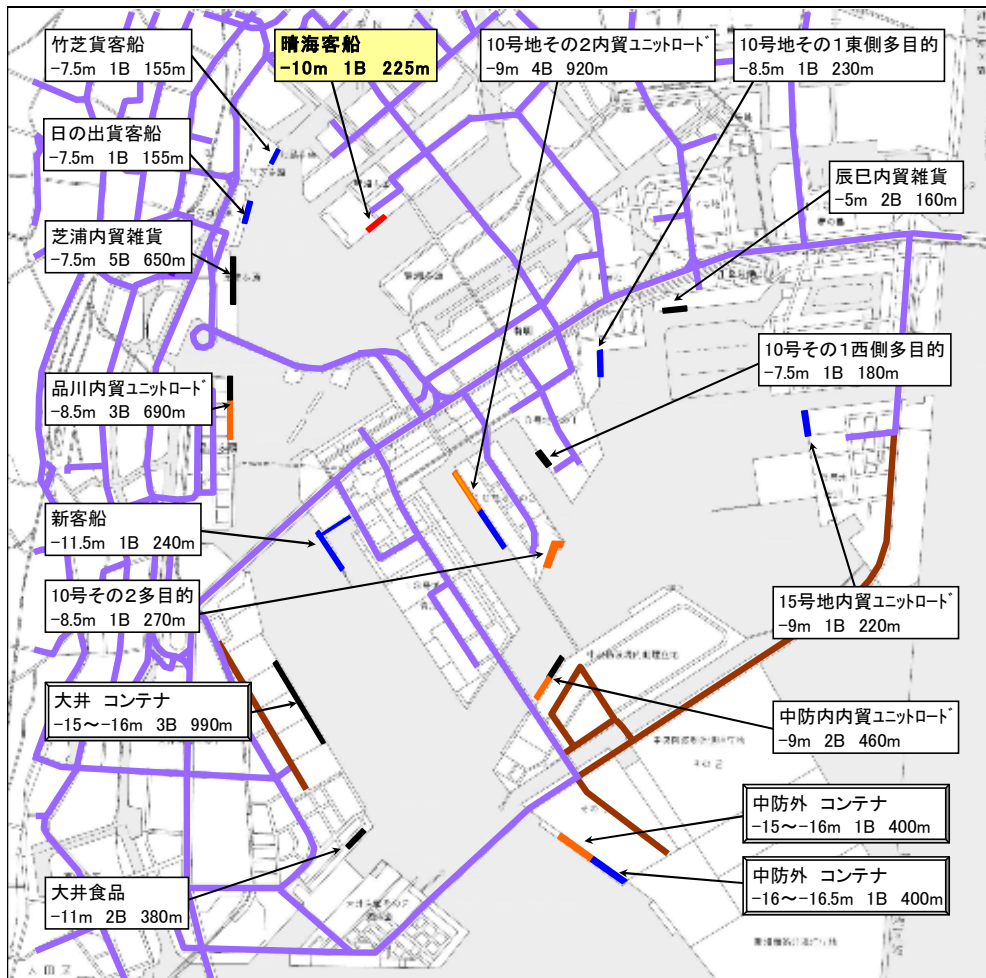 竹芝貨客船
-7.5m 1B 155m
晴海客船
-10m 1B 225m
10号地その2内貿ユニットロード
-9m 4B 920m
10号地その1東側多目的
-8.5m 1B 230m
日の出貨客船
-7.5m 1B 155m
辰巳内貿雑貨
-5m 2B 160m
芝浦内貿雑貨
-7.5m 5B 650m
10号その1西側多目的
-7.5m 1B 180m
品川内貿ユニットロード
-8.5m 3B 690m
新客船
-11.5m 1B 240m
10号その2多目的
-8.5m 1B 270m
15号地内貿ユニットロード
-9m 1B 220m
大井 コンテナ
-15～-16m 3B 990m
中防内内貿ユニットロード
-9m 2B 460m
中防外 コンテナ
-15～-16m 1B 400m
中防外 コンテナ
-16～-16.5m 1B 400m
大井食品
-11m 2B 380m